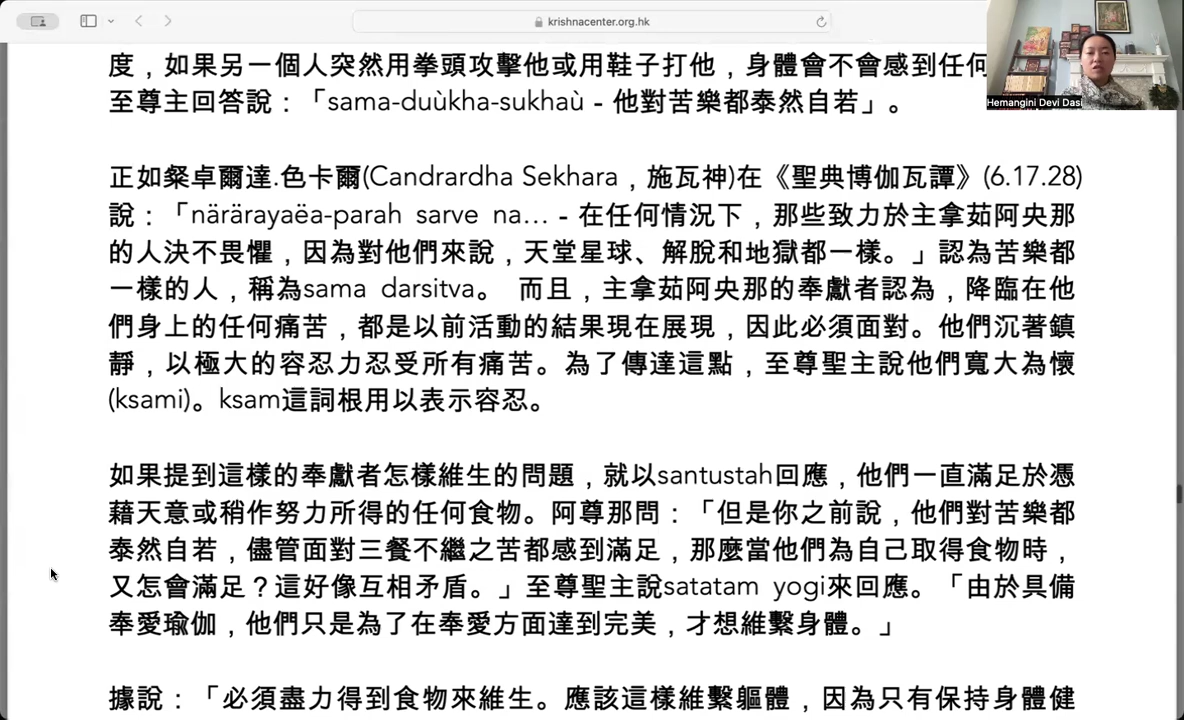 krishnacenter.org.hk
度，如果另一個人突然用拳頭攻擊他或用鞋子打他，身體會不會感到任何
至尊主回答說：「sama-duùkha-sukhaù - 他對苦樂都泰然自若」。
Hemangini Devi Dasi
正如粲卓爾達.色卡爾(Candrardha Sekhara，施瓦神)在《聖典博伽瓦譚》(6.17.28)
說：「närärayaëa-parah sarve na… - 在任何情況下，那些致力於主拿茹阿央那
的人決不畏懼，因為對他們來說，天堂星球、解脫和地獄都一樣。」認為苦樂都
一樣的人，稱為sama darsitva。 而且，主拿茹阿央那的奉獻者認為，降臨在他
們身上的任何痛苦，都是以前活動的結果現在展現，因此必須面對。他們沉著鎮
靜，以極大的容忍力忍受所有痛苦。為了傳達這點，至尊聖主說他們寬大為懷
(ksami)。ksam這詞根用以表示容忍。
如果提到這樣的奉獻者怎樣維生的問題，就以santustah回應，他們一直滿足於憑
藉天意或稍作努力所得的任何食物。阿尊那問：「但是你之前說，他們對苦樂都
泰然自若，儘管面對三餐不繼之苦都感到滿足，那麼當他們為自己取得食物時，
又怎會滿足？這好像互相矛盾。」至尊聖主說satatam yogi來回應。「由於具備
奉愛瑜伽，他們只是為了在奉愛方面達到完美，才想維繫身體。」
據說：「必須盡力得到食物來維生。應該這樣維繫軀體，因為只有保持身體健